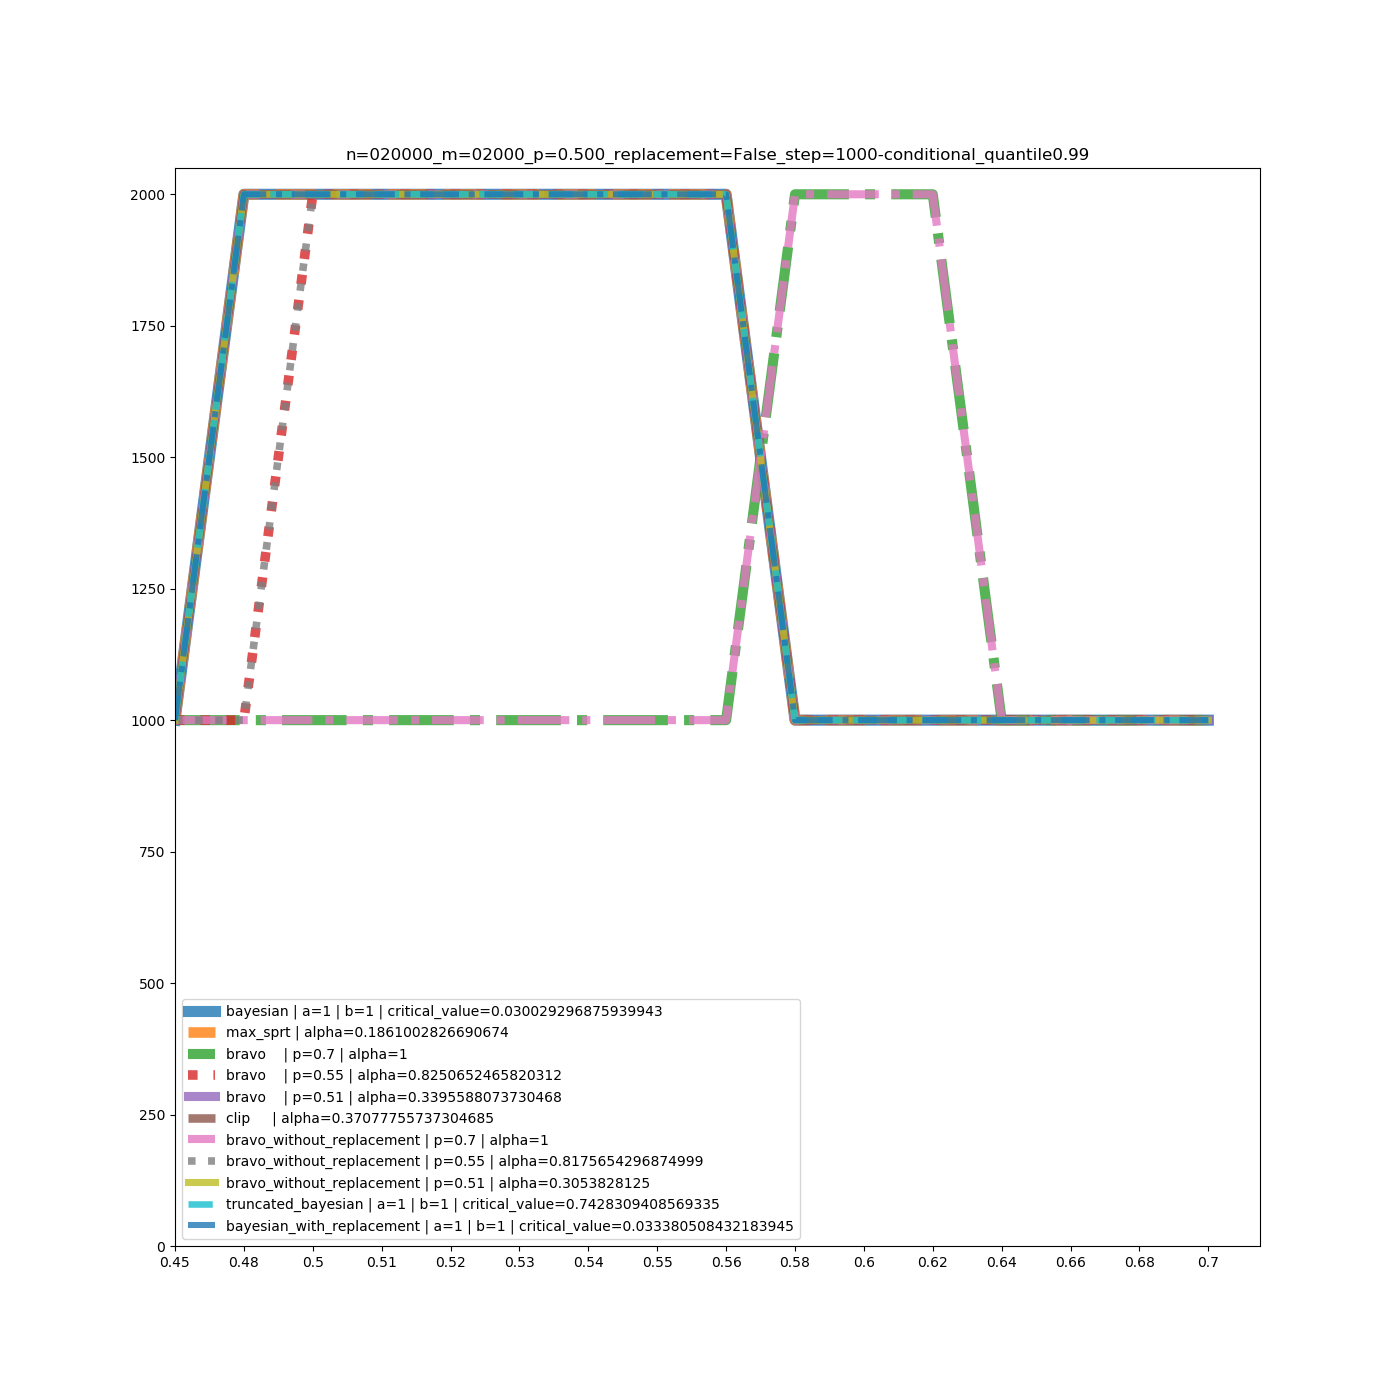 n=020000_m=02000_p=0.500_replacement=False_step=1000-conditional_quantile0.99
2000
1750
1500
1250
1000
750
500
250
0
bayesian | a=1 | b=1 | critical_value=0.030029296875939943
max_sprt | alpha=0.1861002826690674
bravo | p=0.7 | alpha=1
bravo | p=0.55 | alpha=0.8250652465820312
bravo | p=0.51 | alpha=0.3395588073730468
clip | alpha=0.37077755737304685
bravo_without_replacement | p=0.7 | alpha=1
bravo_without_replacement | p=0.55 | alpha=0.8175654296874999
bravo_without_replacement | p=0.51 | alpha=0.3053828125
truncated_bayesian | a=1 | b=1 | critical_value=0.7428309408569335
bayesian_with_replacement | a=1 | b=1 | critical_value=0.033380508432183945
0.45 0.48 0.5 0.51 0.52 0.53 0.54 0.55 0.56 0.58 0.6 0.62 0.64 0.66 0.68 0.7